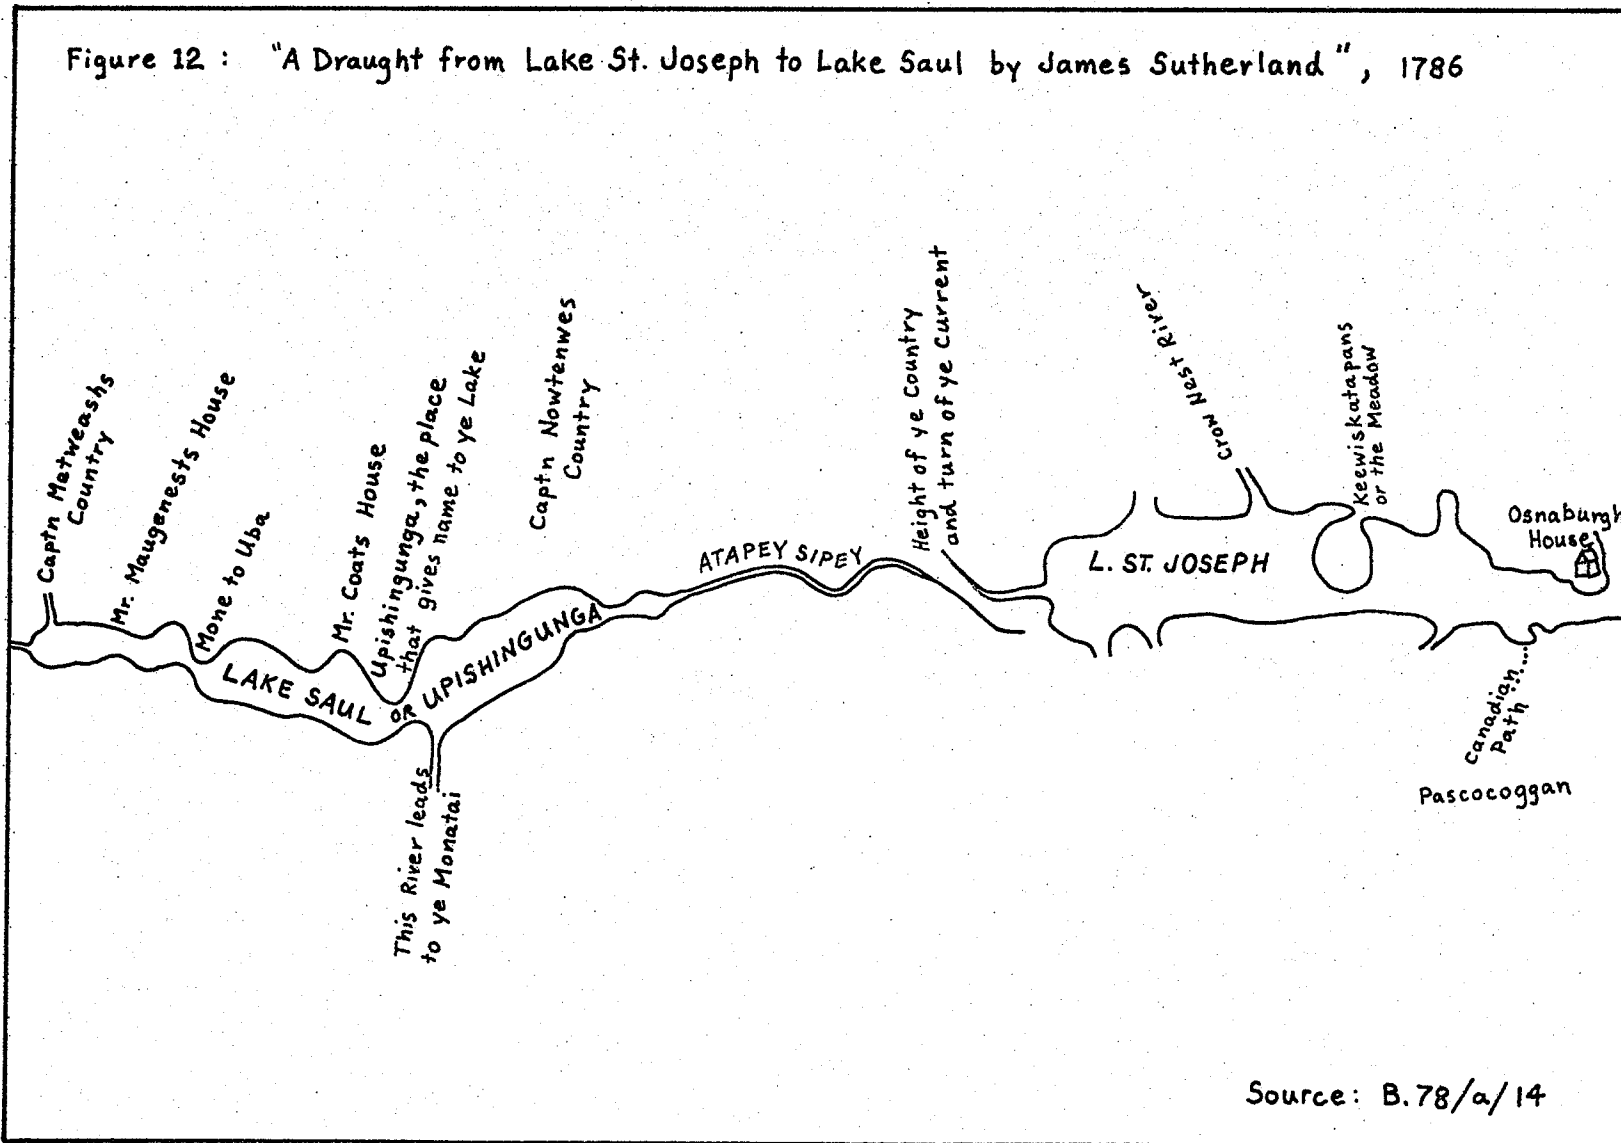 Figure 12 : "A Draught from Lake St. Joseph to Lake Saul by James Sutherland", 1786
Captn Metweashs
Country
Mr. Maugenests House
Mone to Uba
Mr. Coats House
Upishingunga, the place
that gives name to ye Lake
Captn Nowtenwes
Country
LAKE SAUL OR UPISHINGUNGA
This River leads
to ye Monatai
ATAPEY SIPEY
Height of ye Country
and turn of ye Current
L. ST. JOSEPH
Crow Nest River
Keewiskatapans
or the Meadow
Osnaburgh
House
Canadian
Path
Pascocoggan
Source: B.78/a/14